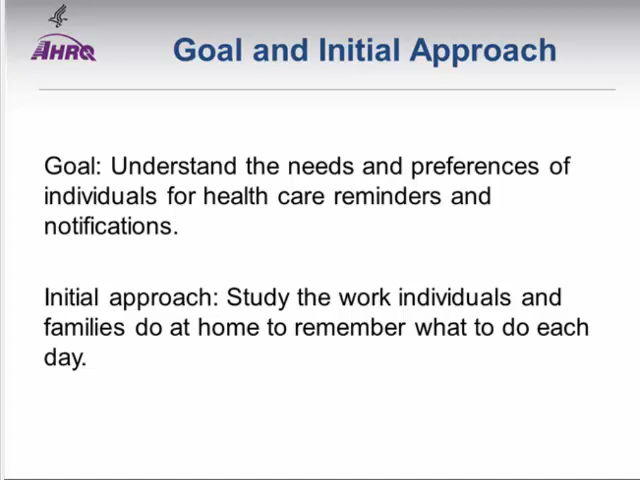 AHRQ
Goal and Initial Approach
Goal: Understand the needs and preferences of
individuals for health care reminders and
notifications.
Initial approach: Study the work individuals and
families do at home to remember what to do each
day.